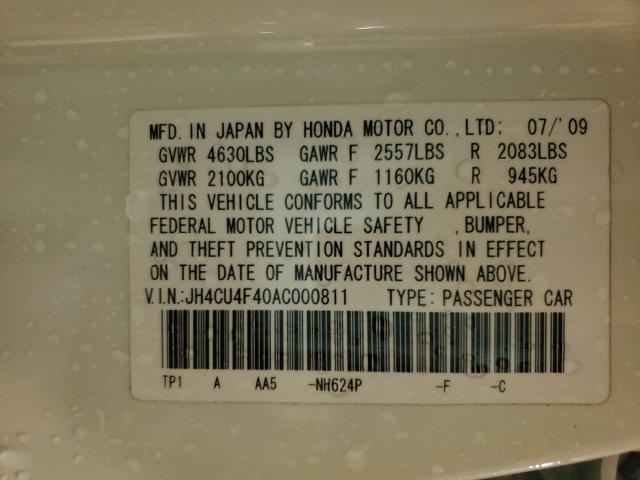 MFD. IN JAPAN BY HONDA MOTOR CO.,LTD; 07/'09
GVWR 4630LBS GAWR F 2557LBS R 2083LBS
GVWR 2100KG GAWR F 1160KG R 945KG
THIS VEHICLE CONFORMS TO ALL APPLICABLE
FEDERAL MOTOR VEHICLE SAFETY , BUMPER,
AND THEFT PREVENTION STANDARDS IN EFFECT
ON THE DATE OF MANUFACTURE SHOWN ABOVE.
V.I.N.:JH4CU4F40AC000811 TYPE: PASSENGER CAR
TP1 A AA5 -NH624P -F -C